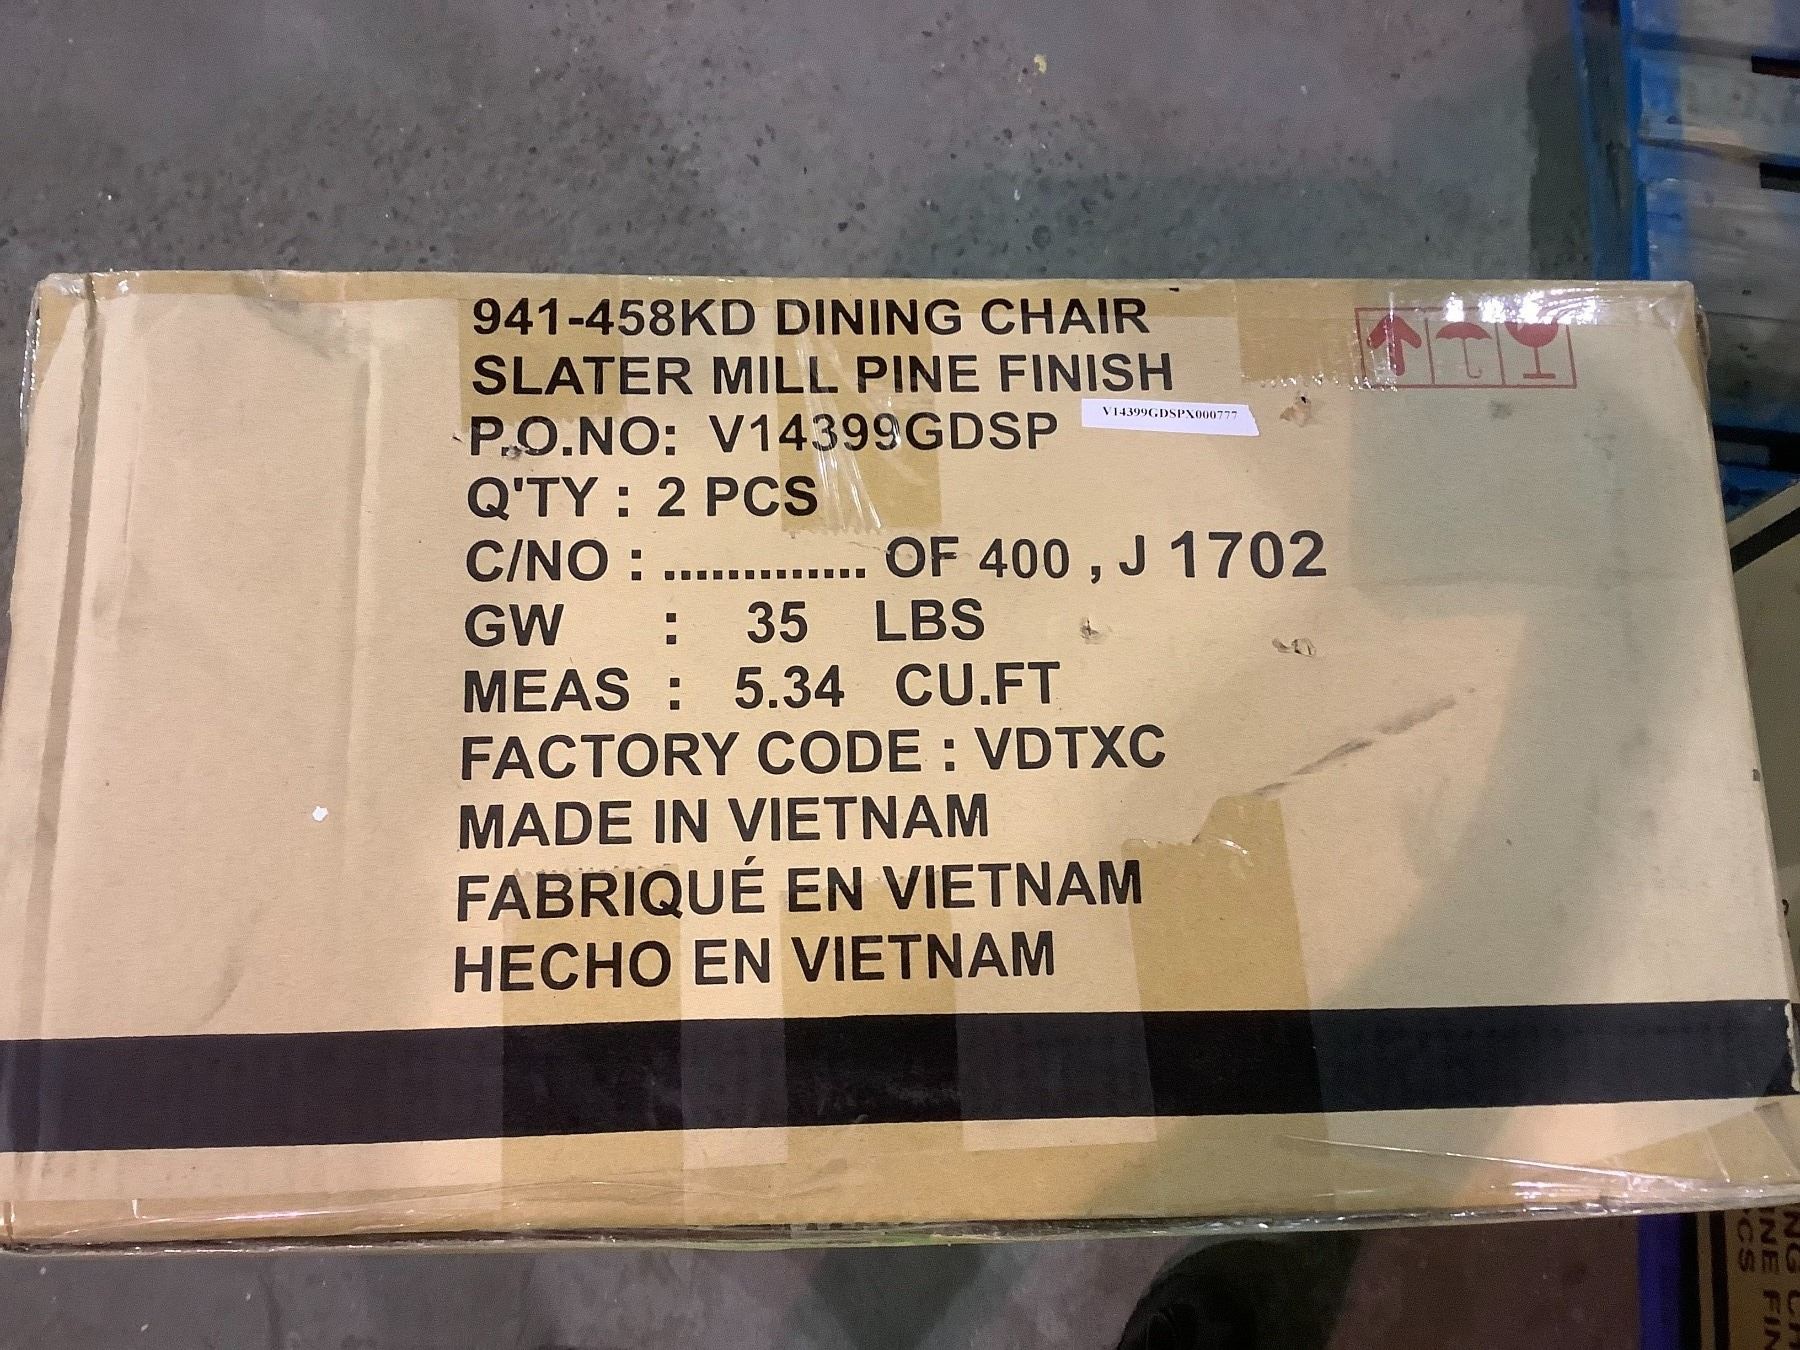 941-458KD DINING CHAIR
SLATER MILL PINE FINISH
P.O.NO: V14399GDSP
V14399GDSPX000777
Q'TY : 2 PCS
C/NO : ............. OF 400 , J 1702
GW : 35 LBS
MEAS : 5.34 CU.FT
FACTORY CODE : VDTXC
MADE IN VIETNAM
FABRIQUÉ EN VIETNAM
HECHO EN VIETNAM